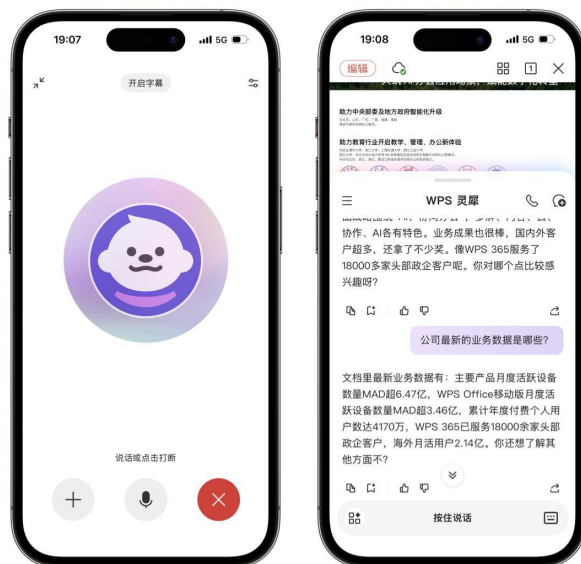 19:07
5G
开启字幕
说话或点击打断
19:08
5G
编辑
1
助力中央部委及地方政府智能化升级
助力教育行业开启教学、管理、办公新体验
WPS 灵犀
协作、AI各有特色。业务成果也很棒，国内外客
户超多，还拿了不少奖。像WPS 365服务了
18000多家头部政企客户呢。你对哪个点比较感
兴趣呀?
公司最新的业务数据是哪些?
文档里最新业务数据有：主要产品月度活跃设备
数量MAD超6.47亿，WPS Office移动版月度活
跃设备数量MAD超3.46亿，累计年度付费个人用
户数达4170万，WPS 365已服务18000余家头部
政企客户，海外月活用户2.14亿。你还想了解其
他方面不?
按住说话